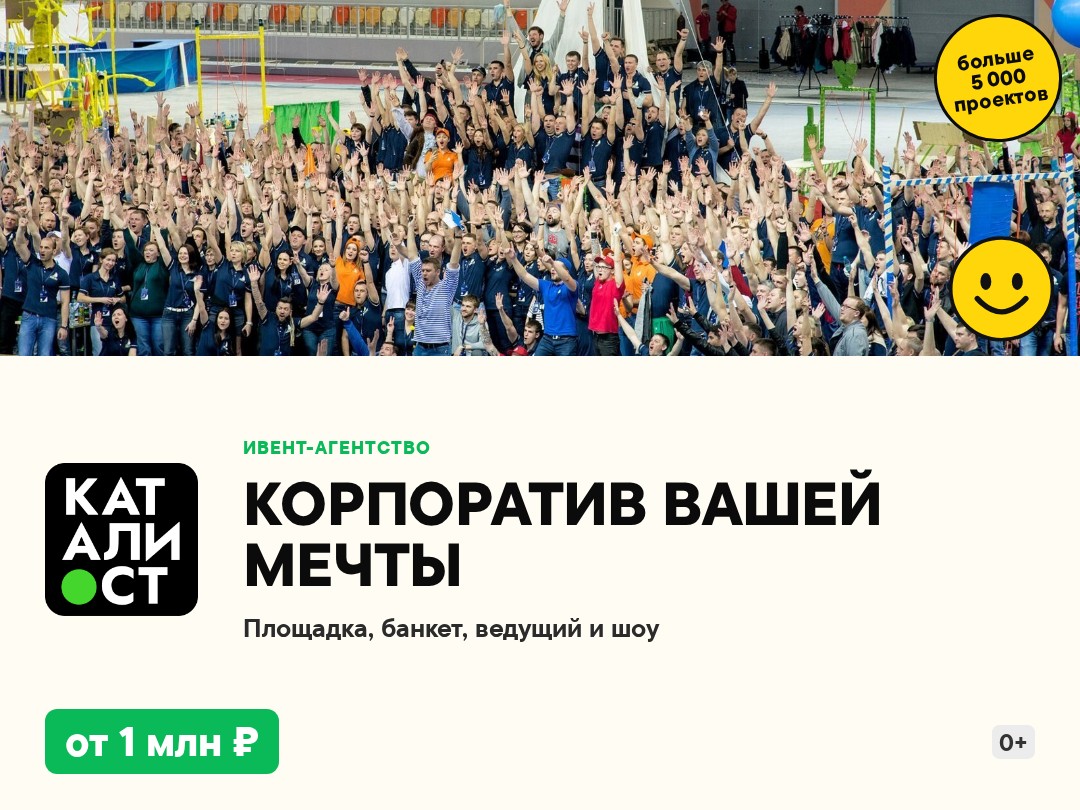 больше
5 000
проектов
ИВЕНТ-АГЕНТСТВО
КАТ
АЛИ
СТ
КОРПОРАТИВ ВАШЕЙ
МЕЧТЫ
Площадка, банкет, ведущий и шоу
от 1 млн ₽
0+